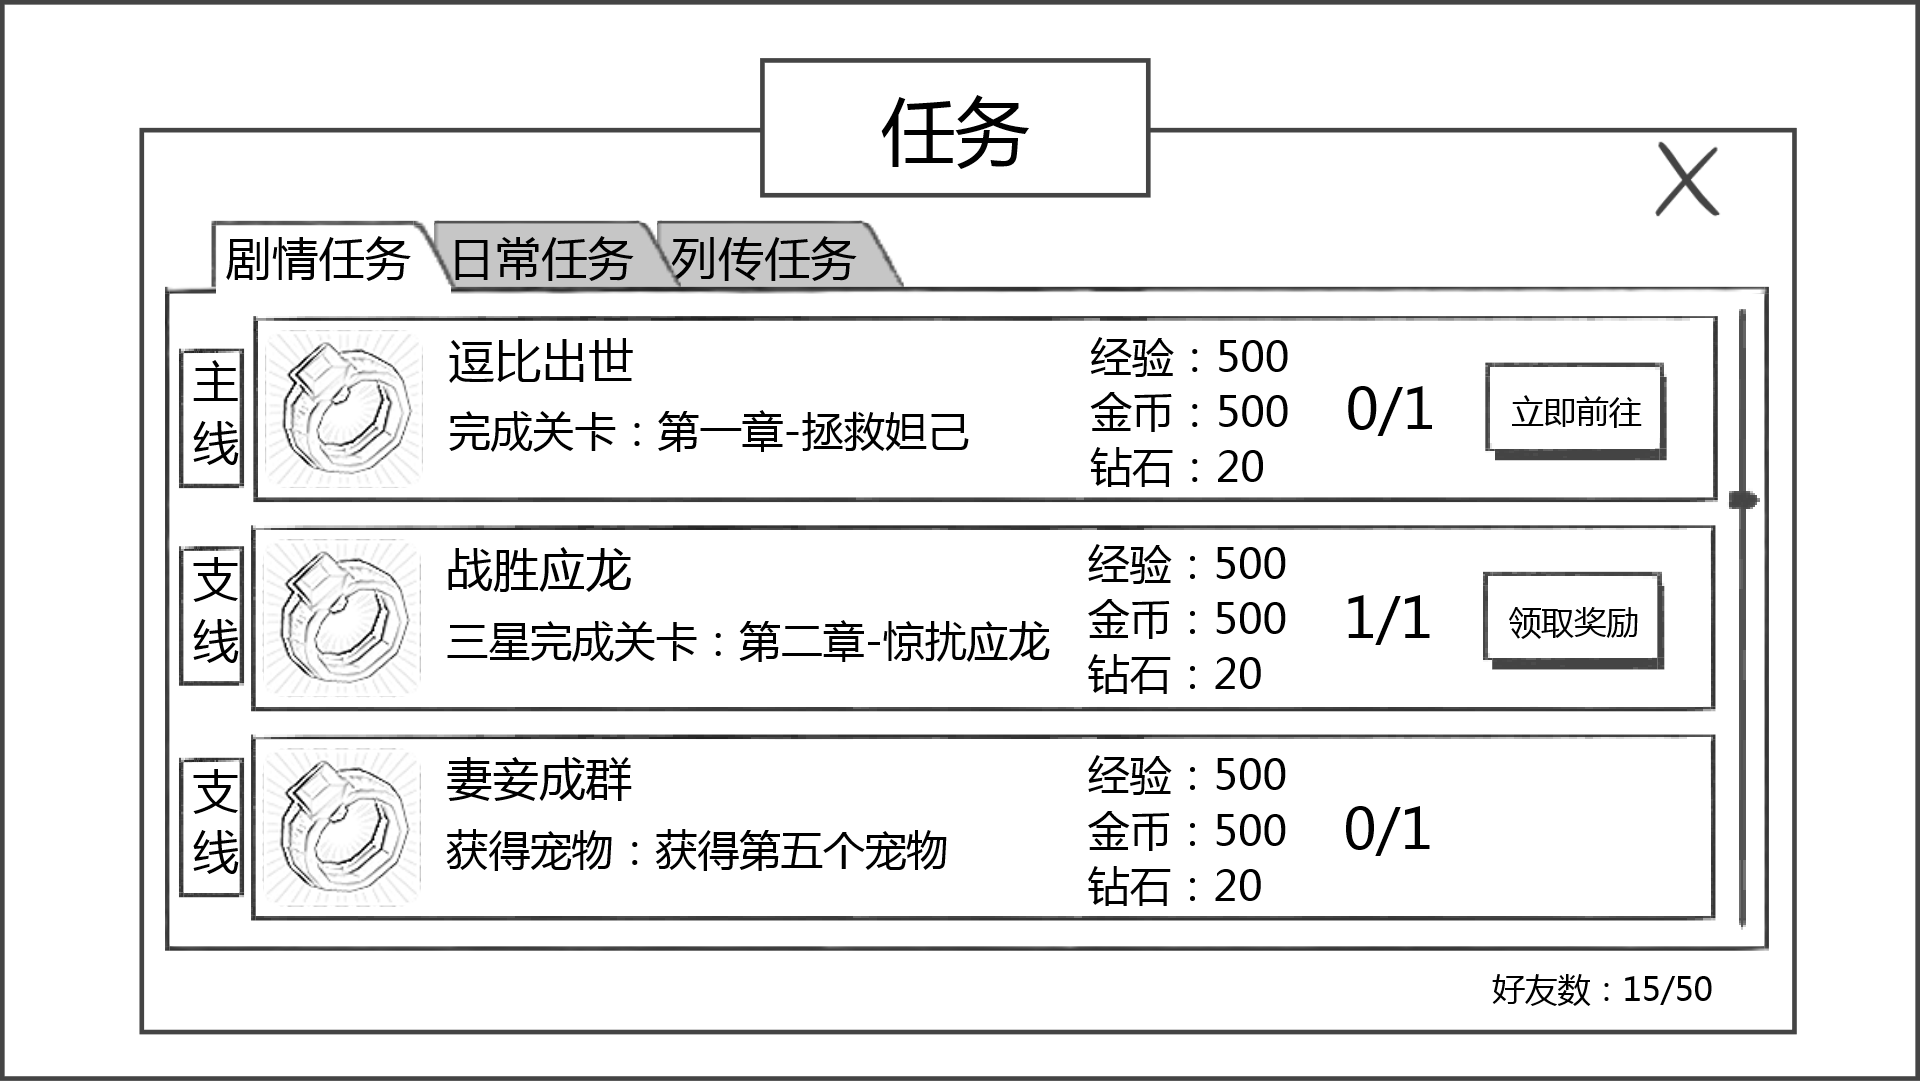 任务
剧情任务 日常任务 列传任务
主线
逗比出世
完成关卡：第一章-拯救妲己
经验：500
金币：500
钻石：20
0/1
立即前往
支线
战胜应龙
三星完成关卡：第二章-惊扰应龙
经验：500
金币：500
钻石：20
1/1
领取奖励
支线
妻妾成群
获得宠物：获得第五个宠物
经验：500
金币：500
钻石：20
0/1
好友数：15/50